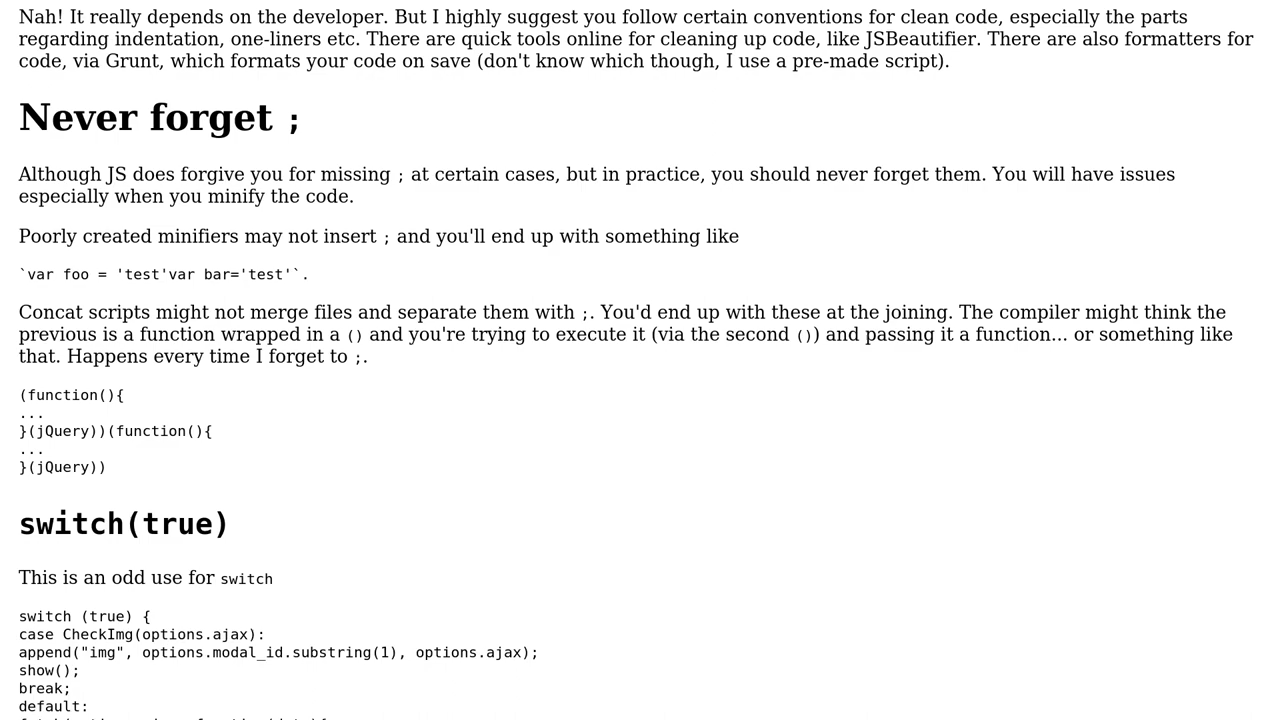 Nah! It really depends on the developer. But I highly suggest you follow certain conventions for clean code, especially the parts
regarding indentation, one-liners etc. There are quick tools online for cleaning up code, like JSBeautifier. There are also formatters for
code, via Grunt, which formats your code on save (don't know which though, I use a pre-made script).
Never forget ;
Although JS does forgive you for missing ; at certain cases, but in practice, you should never forget them. You will have issues
especially when you minify the code.
Poorly created minifiers may not insert ; and you'll end up with something like
`var foo = 'test'var bar='test'`.
Concat scripts might not merge files and separate them with ;. You'd end up with these at the joining. The compiler might think the
previous is a function wrapped in a () and you're trying to execute it (via the second ()) and passing it a function... or something like
that. Happens every time I forget to ;.
(function(){
...
}(jQuery))(function(){
...
}(jQuery))
switch(true)
This is an odd use for switch
switch (true) {
case CheckImg(options.ajax):
append("img", options.modal_id.substring(1), options.ajax);
show();
break;
default: